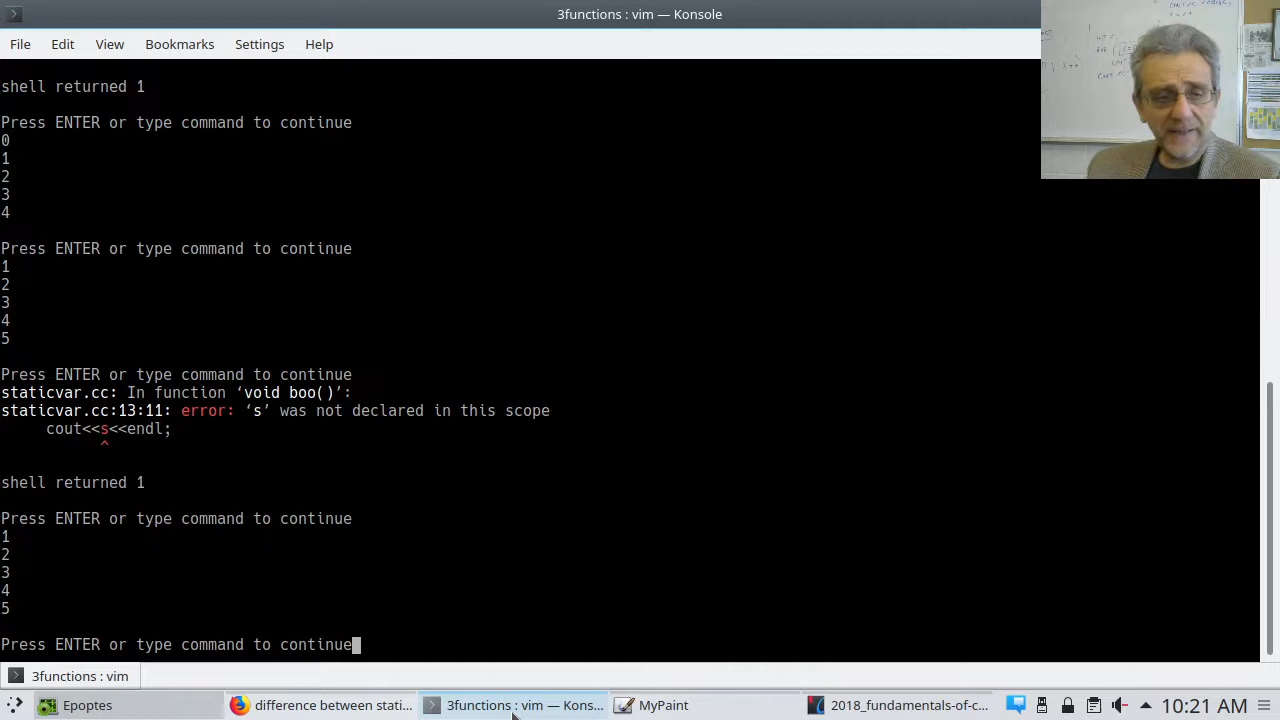 3functions : vim — Konsole
File Edit View Bookmarks Settings Help
shell returned 1
Press ENTER or type command to continue
0
1
2
3
4
Press ENTER or type command to continue
1
2
3
4
5
Press ENTER or type command to continue
staticvar.cc: In function ‘void boo()’:
staticvar.cc:13:11: error: ‘s’ was not declared in this scope
cout<<s<<endl;
^
shell returned 1
Press ENTER or type command to continue
1
2
3
4
5
Press ENTER or type command to continue
3functions : vim
Epoptes difference between stati... 3functions : vim — Kons... MyPaint 2018_fundamentals-of-c... 10:21 AM